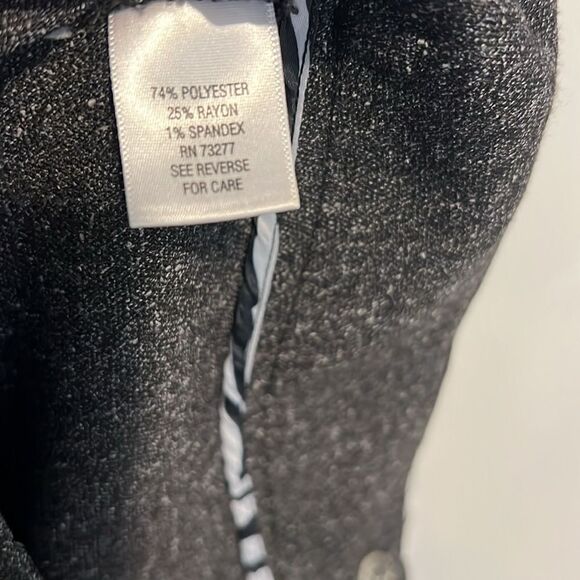 74% POLYESTER
25% RAYON
1% SPANDEX
RN 73277
SEE REVERSE
FOR CARE